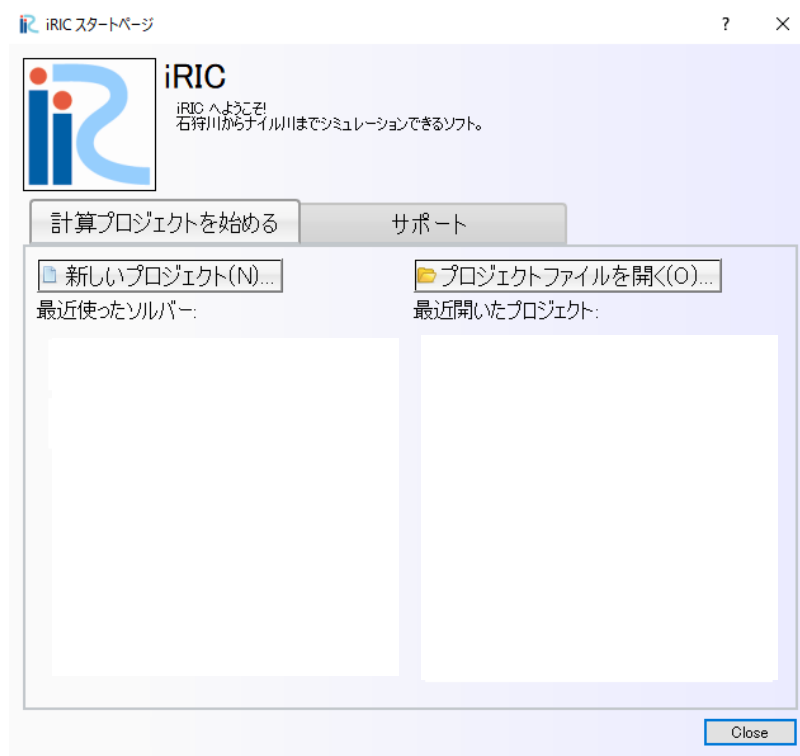 iRIC スタートページ
iRIC
iRIC へようこそ!
石狩川からナイル川までシミュレーションできるソフト。
計算プロジェクトを始める
サポート
新しいプロジェクト(N)...
プロジェクトファイルを開く(O)...
最近使ったソルバー:
最近開いたプロジェクト:
Close